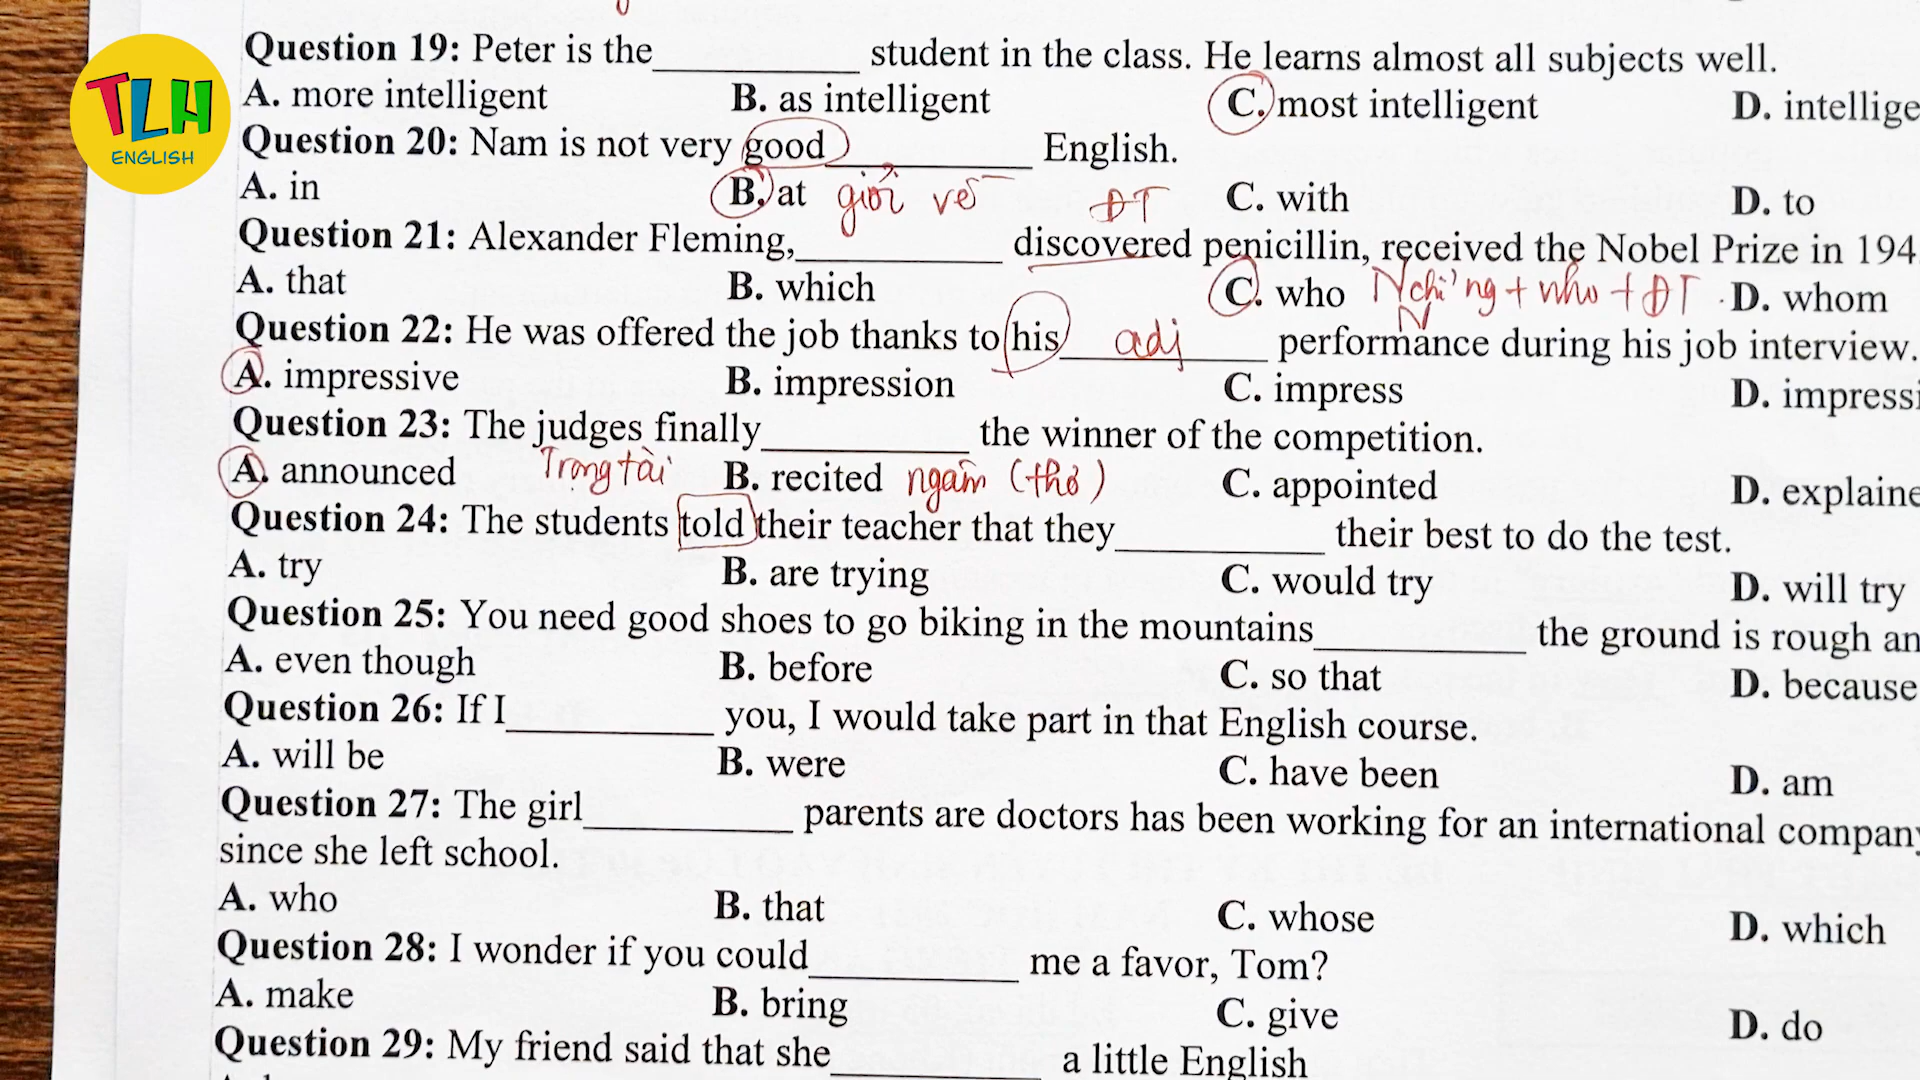 TLH
ENGLISH
Question 19: Peter is the__________ student in the class. He learns almost all subjects well.
A. more intelligent B. as intelligent C. most intelligent D. intellige
Question 20: Nam is not very good__________ English.
A. in B. at giỏi về ĐT C. with D. to
Question 21: Alexander Fleming,__________ discovered penicillin, received the Nobel Prize in 194
A. that B. which C. who Nchỉ ng + who + ĐT D. whom
N
Question 22: He was offered the job thanks to his__________ adj performance during his job interview.
A. impressive B. impression C. impress D. impressi
Question 23: The judges finally__________ the winner of the competition.
A. announced Trọng tài B. recited ngâm (thơ) C. appointed D. explaine
Question 24: The students told their teacher that they__________ their best to do the test.
A. try B. are trying C. would try D. will try
Question 25: You need good shoes to go biking in the mountains__________ the ground is rough an
A. even though B. before C. so that D. because
Question 26: If I__________ you, I would take part in that English course.
A. will be B. were C. have been D. am
Question 27: The girl__________ parents are doctors has been working for an international company
since she left school.
A. who B. that C. whose D. which
Question 28: I wonder if you could__________ me a favor, Tom?
A. make B. bring C. give D. do
Question 29: My friend said that she__________ a little English